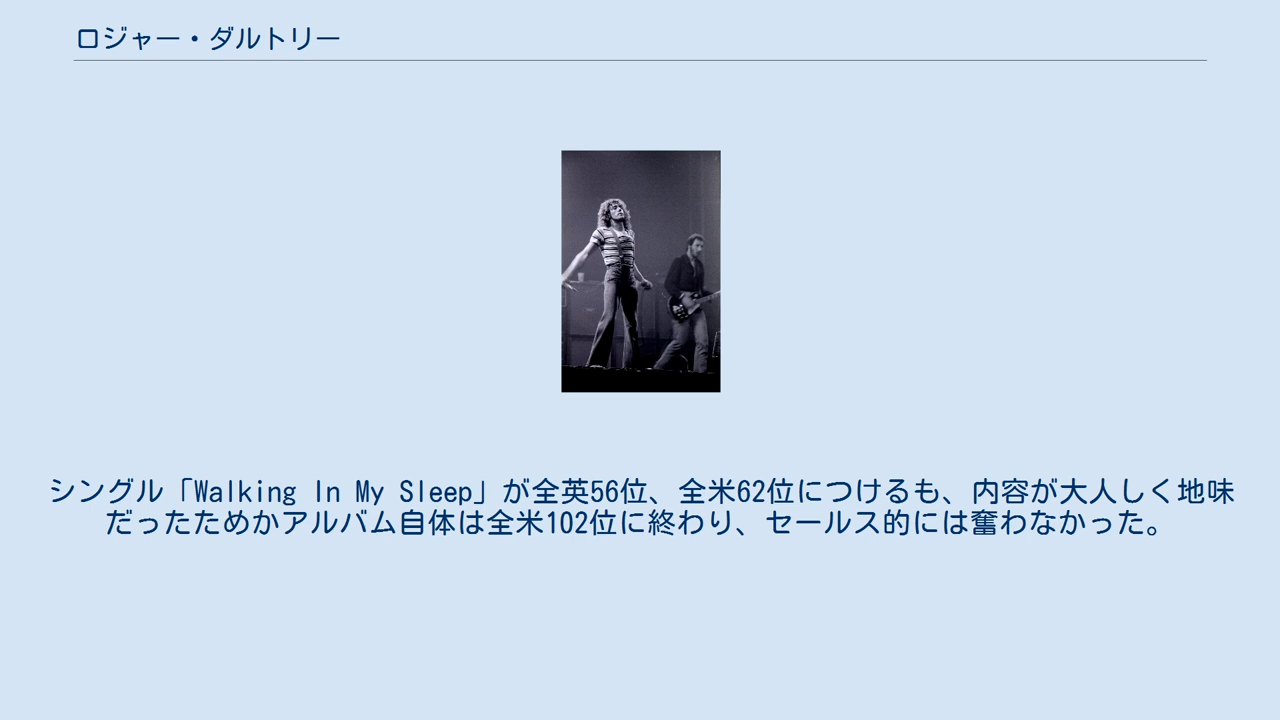 ロジャー・ダルトリー
シングル「Walking In My Sleep」が全英56位、全米62位につけるも、内容が大人しく地味
だったためかアルバム自体は全米102位に終わり、セールス的には奮わなかった。